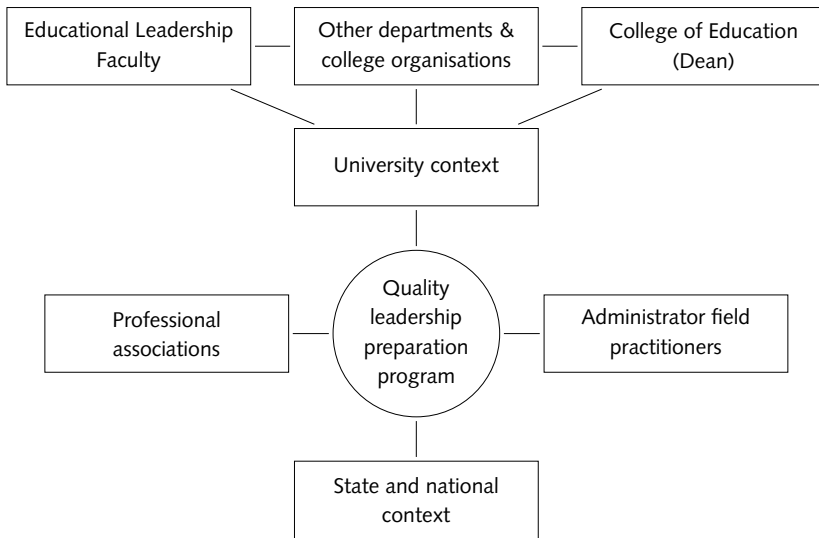 Educational Leadership
Faculty
Other departments &
college organisations
College of Education
(Dean)
University context
Professional
associations
Quality
leadership
preparation
program
Administrator field
practitioners
State and national
context